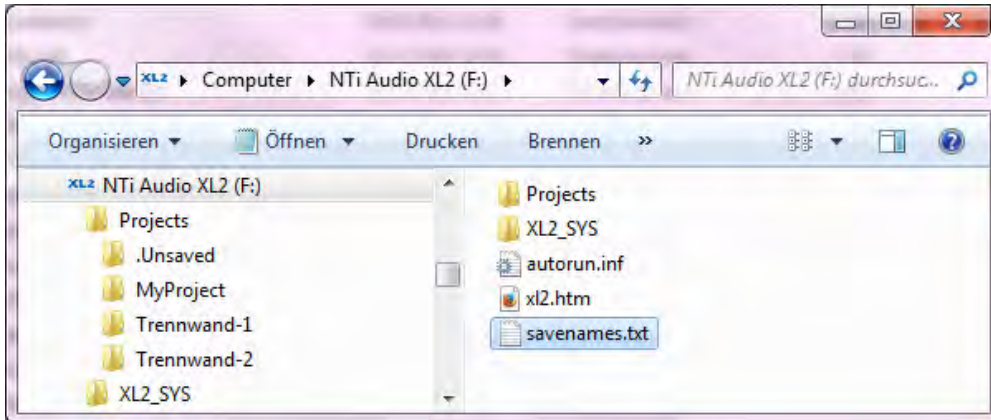 XL2 Computer NTi Audio XL2 (F:) NTi Audio XL2 (F:) durchsuc...
Organisieren Öffnen Drucken Brennen »
XL2 NTi Audio XL2 (F:)
Projects
.Unsaved
MyProject
Trennwand-1
Trennwand-2
XL2_SYS
Projects
XL2_SYS
autorun.inf
xl2.htm
savenames.txt